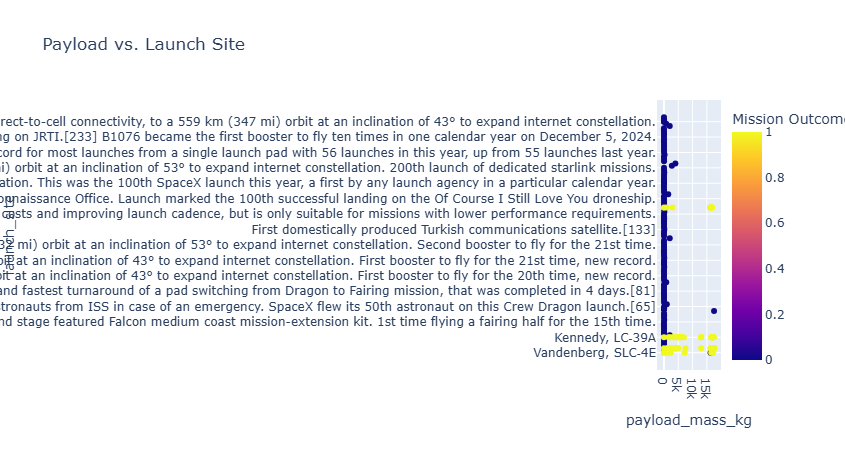 Payload vs. Launch Site
rect-to-cell connectivity, to a 559 km (347 mi) orbit at an inclination of 43° to expand internet constellation.
ng on JRTI.[233] B1076 became the first booster to fly ten times in one calendar year on December 5, 2024.
cord for most launches from a single launch pad with 56 launches in this year, up from 55 launches last year.
i) orbit at an inclination of 53° to expand internet constellation. 200th launch of dedicated starlink missions.
ation. This was the 100th SpaceX launch this year, a first by any launch agency in a particular calendar year.
onnaissance Office. Launch marked the 100th successful landing on the Of Course I Still Love You droneship.
costs and improving launch cadence, but is only suitable for missions with lower performance requirements.
First domestically produced Turkish communications satellite.[133]
32 mi) orbit at an inclination of 53° to expand internet constellation. Second booster to fly for the 21st time.
orbit at an inclination of 43° to expand internet constellation. First booster to fly for the 21th time, new record.
orbit at an inclination of 43° to expand internet constellation. First booster to fly for the 20th time, new record.
and fastest turnaround of a pad switching from Dragon to Fairing mission, that was completed in 4 days.[81]
stronauts from ISS in case of an emergency. SpaceX flew its 50th astronaut on this Crew Dragon launch.[65]
nd stage featured Falcon medium coast mission-extension kit. 1st time flying a fairing half for the 15th time.
Kennedy, LC-39A
Vandenberg, SLC-4E
launch_site
0
5k
10k
15k
payload_mass_kg
Mission Outcome
1
0.8
0.6
0.4
0.2
0